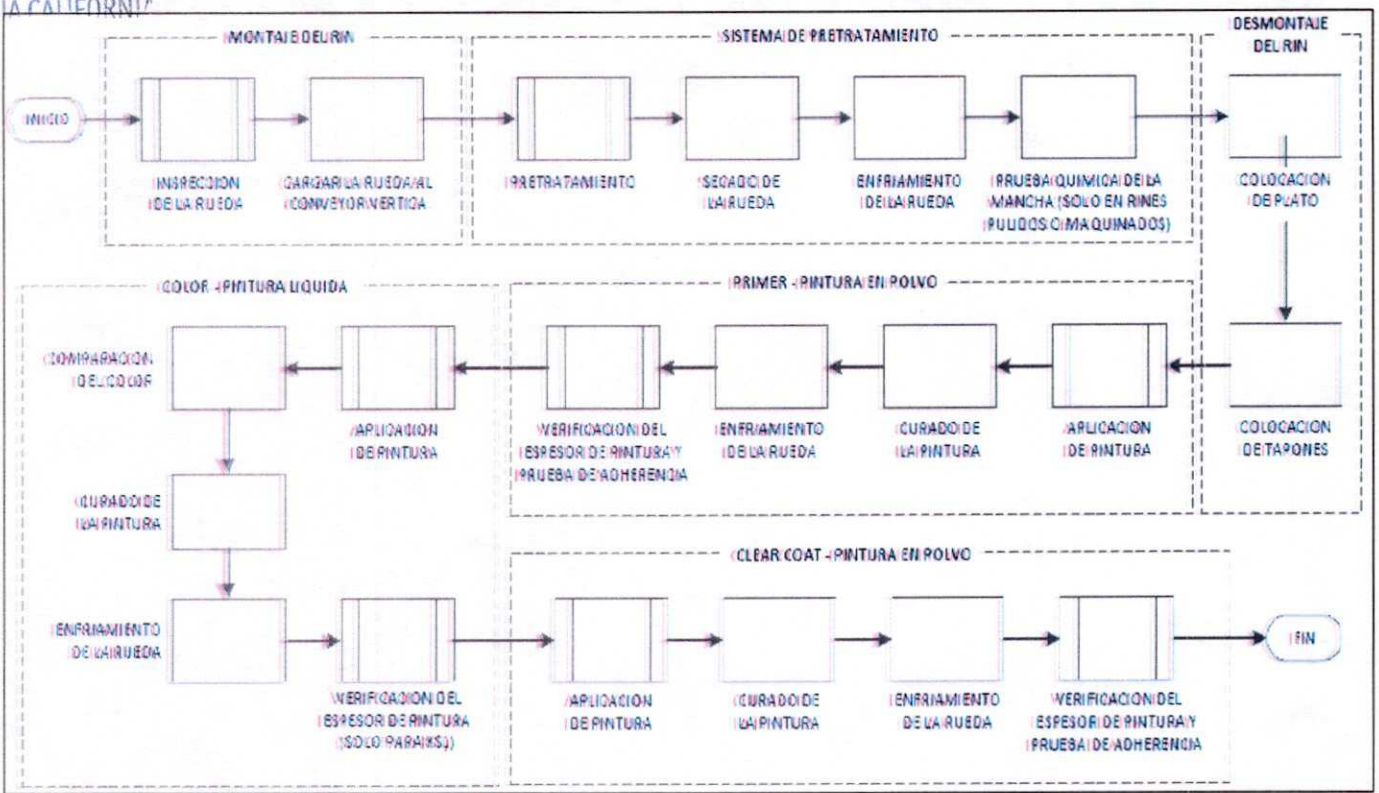 MONTAJE DEL RIN
SISTEMA DE PRETRATAMIENTO
DESMONTAJE
DEL RIN
INICIO
INSPECCION
DE LA RUEDA
CARGAR LA RUEDA AL
CONVEYOR VERTICA
PRETRATAMIENTO
SECADO DE
LA RUEDA
ENFRIAMIENTO
DE LA RUEDA
PRUEBA QUIMICA DE LA
MANCHA (SOLO EN RINES
PULIDOS O MAQUINADOS)
COLOCACION
DE PLATO
COLOR - PINTURA LIQUIDA
PRIMER - PINTURA EN POLVO
COMPARACION
DEL COLOR
APLICACION
DE PINTURA
VERIFICACION DEL
ESPESOR DE PINTURA Y
PRUEBA DE ADHERENCIA
ENFRIAMIENTO
DE LA RUEDA
CURADO DE
LA PINTURA
APLICACION
DE PINTURA
COLOCACION
DE TAPONES
CURADO DE
LA PINTURA
CLEAR COAT - PINTURA EN POLVO
ENFRIAMIENTO
DE LA RUEDA
FIN
VERIFICACION DEL
ESPESOR DE PINTURA
APLICACION
DE PINTURA
CURADO DE
LA PINTURA
ENFRIAMIENTO
DE LA RUEDA
VERIFICACION DEL
ESPESOR DE PINTURA Y
PRUEBA DE ADHERENCIA